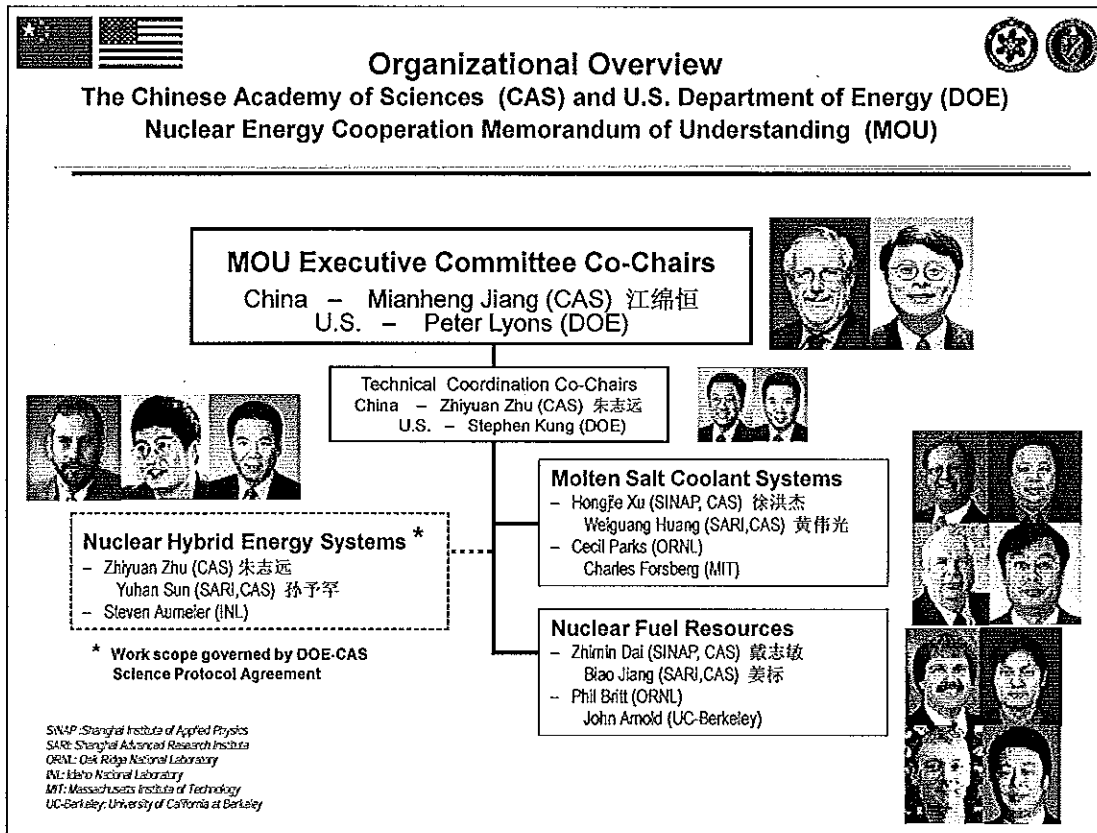 Organizational Overview
The Chinese Academy of Sciences (CAS) and U.S. Department of Energy (DOE)
Nuclear Energy Cooperation Memorandum of Understanding (MOU)
MOU Executive Committee Co-Chairs
China – Mianheng Jiang (CAS) 江绵恒
U.S. – Peter Lyons (DOE)
Technical Coordination Co-Chairs
China – Zhiyuan Zhu (CAS) 朱志远
U.S. – Stephen Kung (DOE)
Molten Salt Coolant Systems
– Hongjie Xu (SINAP, CAS) 徐洪杰
Weiguang Huang (SARI,CAS) 黄伟光
– Cecil Parks (ORNL)
Charles Forsberg (MIT)
Nuclear Hybrid Energy Systems *
– Zhiyuan Zhu (CAS) 朱志远
Yuhan Sun (SARI,CAS) 孙予罕
– Steven Aumeier (INL)
* Work scope governed by DOE-CAS
Science Protocol Agreement
Nuclear Fuel Resources
– Zhimin Dai (SINAP, CAS) 戴志敏
Biao Jiang (SARI,CAS) 姜标
– Phil Britt (ORNL)
John Arnold (UC-Berkeley)
SINAP: Shanghai Institute of Applied Physics
SARI: Shanghai Advanced Research Institute
ORNL: Oak Ridge National Laboratory
INL: Idaho National Laboratory
MIT: Massachusetts Institute of Technology
UC-Berkeley: University of California at Berkeley